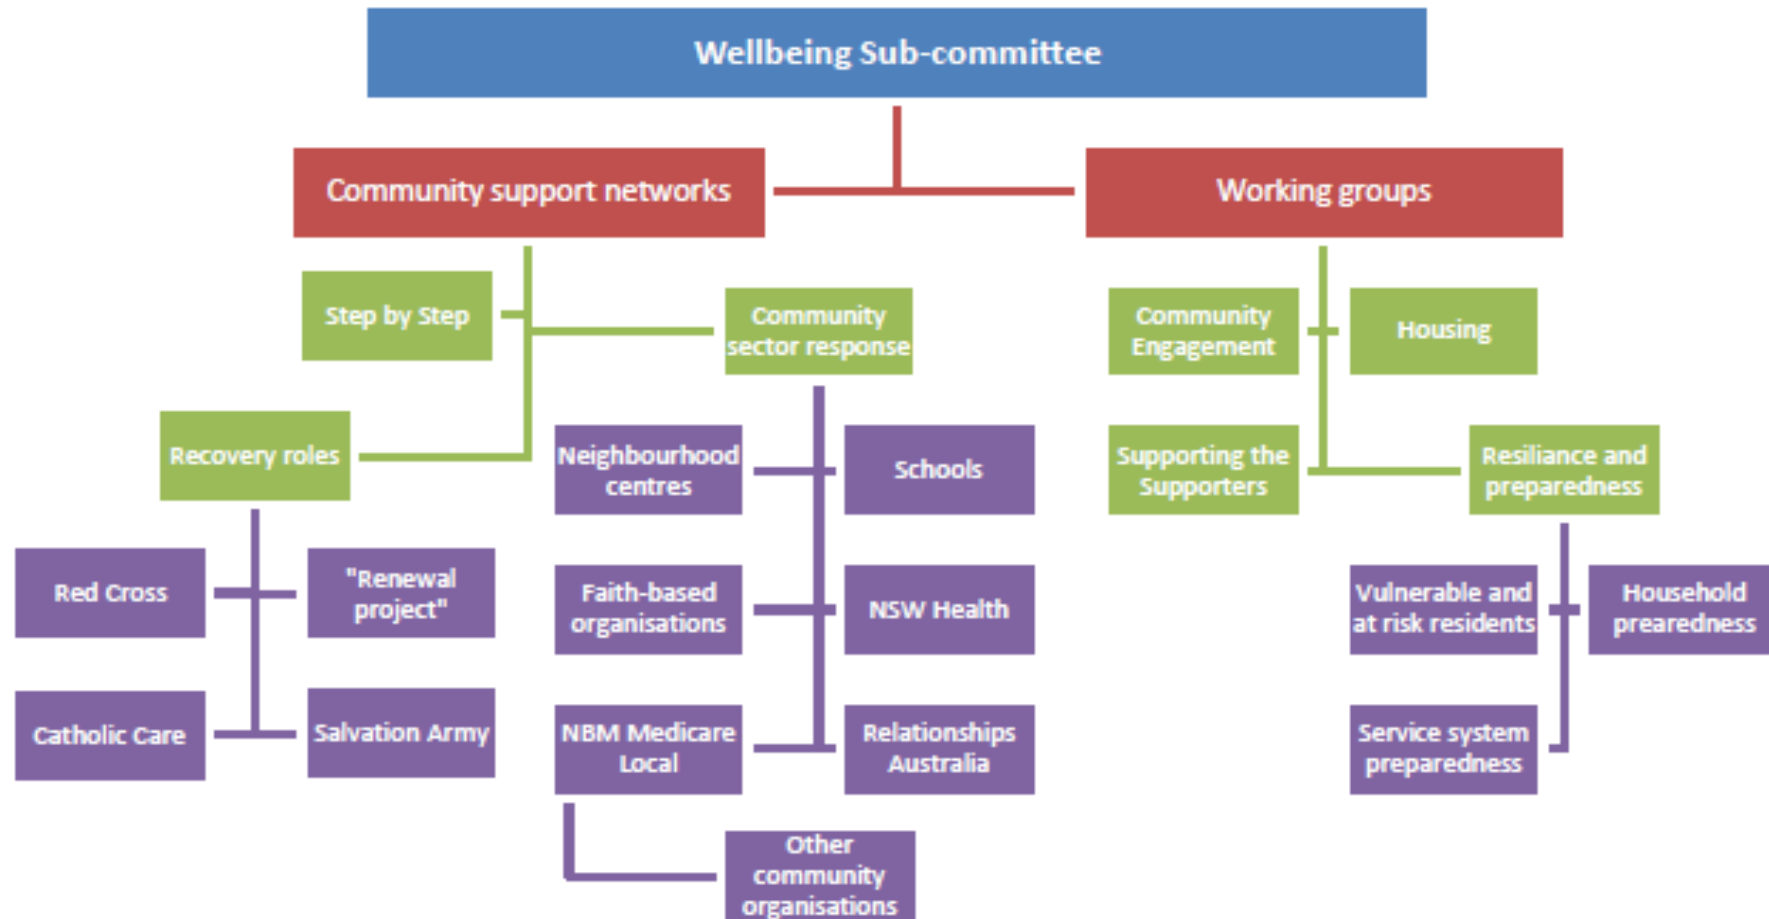 Wellbeing Sub-committee
Community support networks
Working groups
Step by Step
Community
sector response
Community
Engagement
Housing
Recovery roles
Neighbourhood
centres
Schools
Supporting the
Supporters
Resiliance and
preparedness
Red Cross
"Renewal
project"
Faith-based
organisations
NSW Health
Vulnerable and
at risk residents
Household
prearedness
Catholic Care
Salvation Army
NBM Medicare
Local
Relationships
Australia
Service system
preparedness
Other
community
organisations